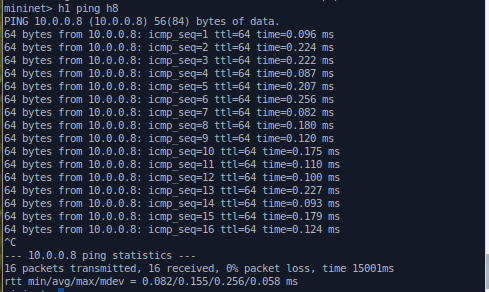 mininet> h1 ping h8
PING 10.0.0.8 (10.0.0.8) 56(84) bytes of data.
64 bytes from 10.0.0.8: icmp_seq=1 ttl=64 time=0.096 ms
64 bytes from 10.0.0.8: icmp_seq=2 ttl=64 time=0.224 ms
64 bytes from 10.0.0.8: icmp_seq=3 ttl=64 time=0.222 ms
64 bytes from 10.0.0.8: icmp_seq=4 ttl=64 time=0.087 ms
64 bytes from 10.0.0.8: icmp_seq=5 ttl=64 time=0.207 ms
64 bytes from 10.0.0.8: icmp_seq=6 ttl=64 time=0.256 ms
64 bytes from 10.0.0.8: icmp_seq=7 ttl=64 time=0.082 ms
64 bytes from 10.0.0.8: icmp_seq=8 ttl=64 time=0.180 ms
64 bytes from 10.0.0.8: icmp_seq=9 ttl=64 time=0.120 ms
64 bytes from 10.0.0.8: icmp_seq=10 ttl=64 time=0.175 ms
64 bytes from 10.0.0.8: icmp_seq=11 ttl=64 time=0.110 ms
64 bytes from 10.0.0.8: icmp_seq=12 ttl=64 time=0.100 ms
64 bytes from 10.0.0.8: icmp_seq=13 ttl=64 time=0.227 ms
64 bytes from 10.0.0.8: icmp_seq=14 ttl=64 time=0.093 ms
64 bytes from 10.0.0.8: icmp_seq=15 ttl=64 time=0.179 ms
64 bytes from 10.0.0.8: icmp_seq=16 ttl=64 time=0.124 ms
^C
--- 10.0.0.8 ping statistics ---
16 packets transmitted, 16 received, 0% packet loss, time 15001ms
rtt min/avg/max/mdev = 0.082/0.155/0.256/0.058 ms